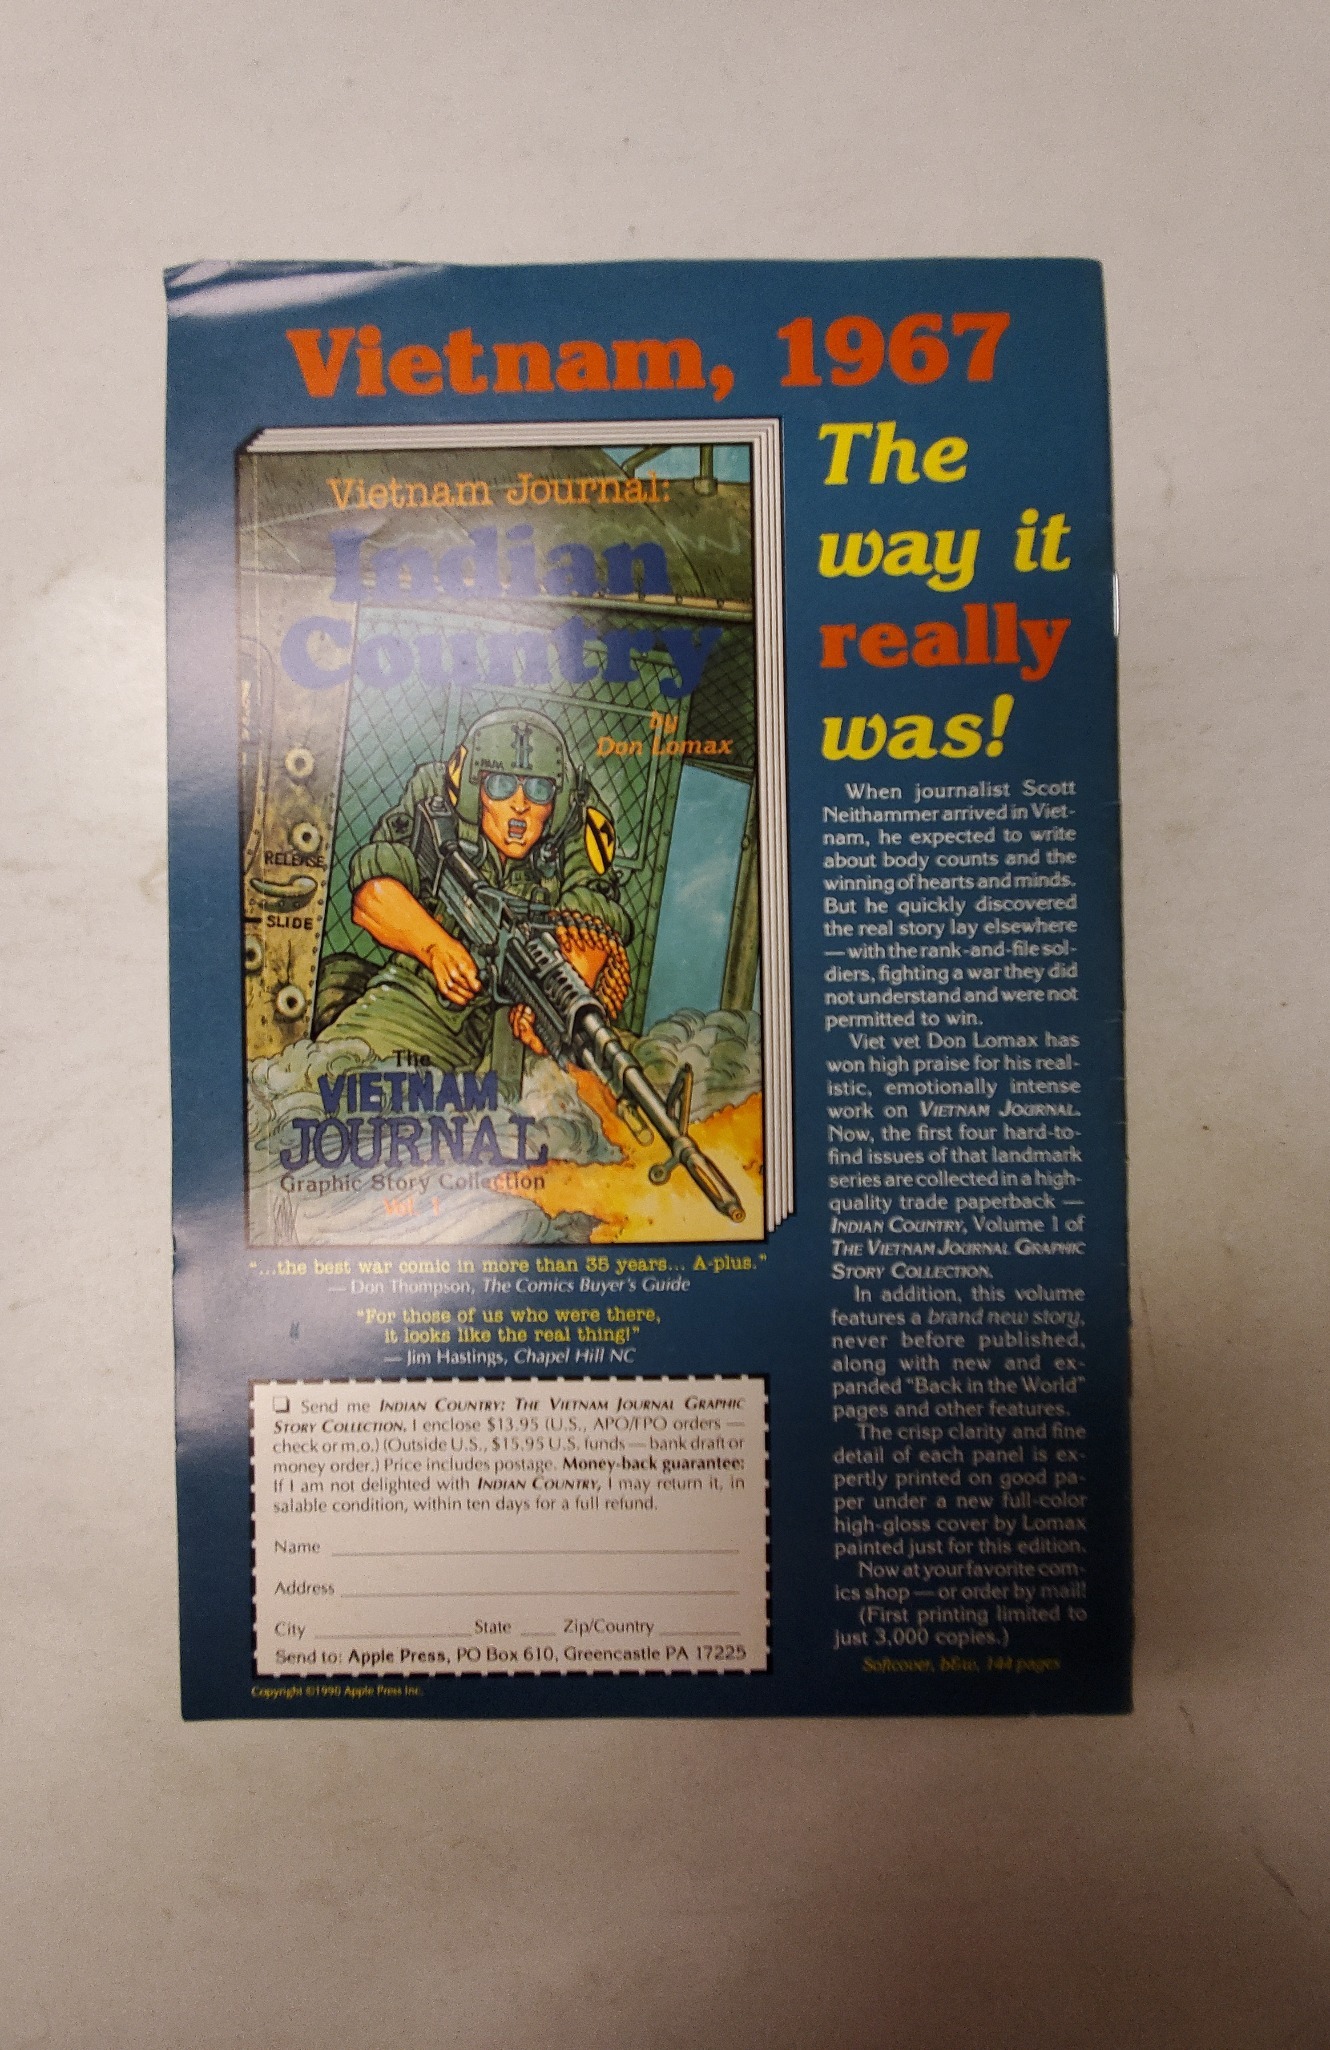 Vietnam, 1967
The
way it
really
was!
Vietnam Journal:
Indian
Country
by
Don Lomax
PARA
RELEASE
SLIDE
The
VIETNAM
JOURNAL
Graphic Story Collection
Vol. 1
"...the best war comic in more than 35 years... A-plus."
— Don Thompson, The Comics Buyer's Guide
"For those of us who were there,
it looks like the real thing!"
— Jim Hastings, Chapel Hill NC
❑ Send me INDIAN COUNTRY: THE VIETNAM JOURNAL GRAPHIC
STORY COLLECTION. I enclose $13.95 (U.S., APO/FPO orders —
check or m.o.) (Outside U.S., $15.95 U.S. funds — bank draft or
money order.) Price includes postage. Money-back guarantee:
If I am not delighted with INDIAN COUNTRY, I may return it, in
salable condition, within ten days for a full refund.
Name
Address
City State Zip/Country
Send to: Apple Press, PO Box 610, Greencastle PA 17225
Copyright ©1990 Apple Press Inc.
When journalist Scott
Neithammer arrived in Viet-
nam, he expected to write
about body counts and the
winning of hearts and minds.
But he quickly discovered
the real story lay elsewhere
— with the rank-and-file sol-
diers, fighting a war they did
not understand and were not
permitted to win.
Viet vet Don Lomax has
won high praise for his real-
istic, emotionally intense
work on VIETNAM JOURNAL.
Now, the first four hard-to-
find issues of that landmark
series are collected in a high-
quality trade paperback —
INDIAN COUNTRY, Volume 1 of
THE VIETNAM JOURNAL GRAPHIC
STORY COLLECTION.
In addition, this volume
features a brand new story,
never before published,
along with new and ex-
panded "Back in the World"
pages and other features.
The crisp clarity and fine
detail of each panel is ex-
pertly printed on good pa-
per under a new full-color
high-gloss cover by Lomax
painted just for this edition.
Now at your favorite com-
ics shop — or order by mail!
(First printing limited to
just 3,000 copies.)
Softcover, b&w, 144 pages